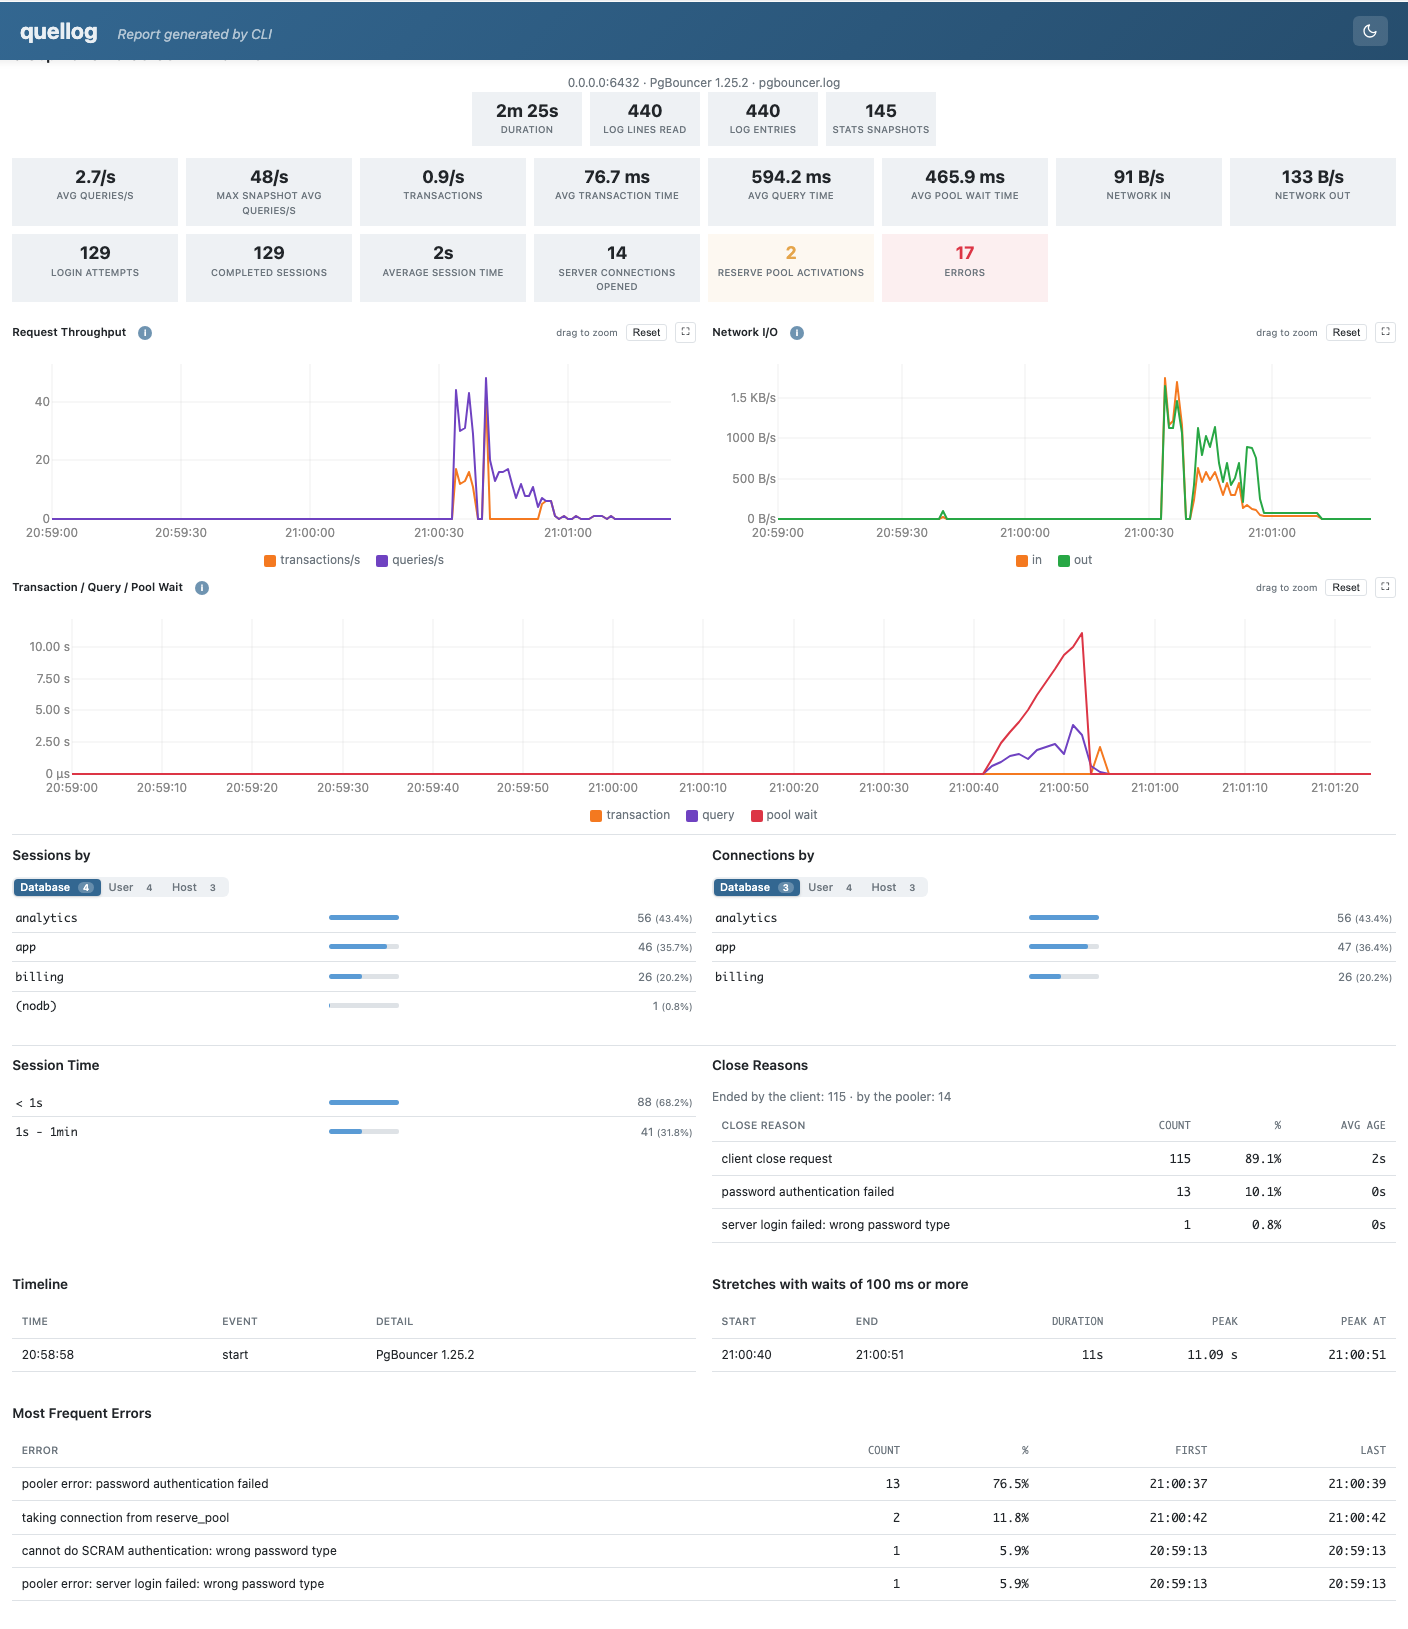 quellog Report generated by CLI
0.0.0.0:6432 · PgBouncer 1.25.2 · pgbouncer.log
2m 25s
DURATION
440
LOG LINES READ
440
LOG ENTRIES
145
STATS SNAPSHOTS
2.7/s
AVG QUERIES/S
48/s
MAX SNAPSHOT AVG
QUERIES/S
0.9/s
TRANSACTIONS
76.7 ms
AVG TRANSACTION TIME
594.2 ms
AVG QUERY TIME
465.9 ms
AVG POOL WAIT TIME
91 B/s
NETWORK IN
133 B/s
NETWORK OUT
129
LOGIN ATTEMPTS
129
COMPLETED SESSIONS
2s
AVERAGE SESSION TIME
14
SERVER CONNECTIONS
OPENED
2
RESERVE POOL ACTIVATIONS
17
ERRORS
Request Throughput i drag to zoom Reset
40
20
0
20:59:00 20:59:30 21:00:00 21:00:30 21:01:00
transactions/s queries/s
Network I/O i drag to zoom Reset
1.5 KB/s
1000 B/s
500 B/s
0 B/s
20:59:00 20:59:30 21:00:00 21:00:30 21:01:00
in out
Transaction / Query / Pool Wait i drag to zoom Reset
10.00 s
7.50 s
5.00 s
2.50 s
0 µs
20:59:00 20:59:10 20:59:20 20:59:30 20:59:40 20:59:50 21:00:00 21:00:10 21:00:20 21:00:30 21:00:40 21:00:50 21:01:00 21:01:10 21:01:20
transaction query pool wait
Sessions by
Database 4 User 4 Host 3
analytics 56 (43.4%)
app 46 (35.7%)
billing 26 (20.2%)
(nodb) 1 (0.8%)
Connections by
Database 3 User 4 Host 3
analytics 56 (43.4%)
app 47 (36.4%)
billing 26 (20.2%)
Session Time
< 1s 88 (68.2%)
1s - 1min 41 (31.8%)
Close Reasons
Ended by the client: 115 · by the pooler: 14
CLOSE REASON COUNT % AVG AGE
client close request 115 89.1% 2s
password authentication failed 13 10.1% 0s
server login failed: wrong password type 1 0.8% 0s
Timeline
TIME EVENT DETAIL
20:58:58 start PgBouncer 1.25.2
Stretches with waits of 100 ms or more
START END DURATION PEAK PEAK AT
21:00:40 21:00:51 11s 11.09 s 21:00:51
Most Frequent Errors
ERROR COUNT % FIRST LAST
pooler error: password authentication failed 13 76.5% 21:00:37 21:00:39
taking connection from reserve_pool 2 11.8% 21:00:42 21:00:42
cannot do SCRAM authentication: wrong password type 1 5.9% 20:59:13 20:59:13
pooler error: server login failed: wrong password type 1 5.9% 20:59:13 20:59:13